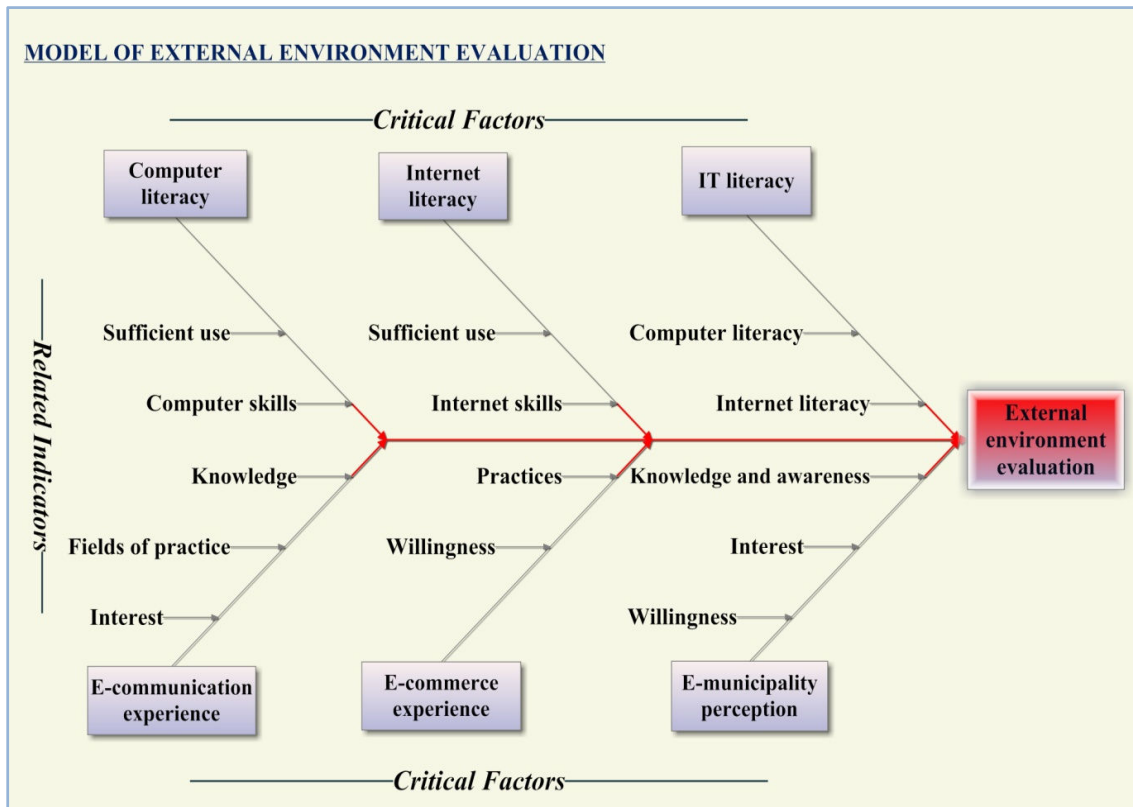 MODEL OF EXTERNAL ENVIRONMENT EVALUATION
Critical Factors
Computer
literacy
Internet
literacy
IT literacy
Related Indicators
Sufficient use
Sufficient use
Computer literacy
Computer skills
Internet skills
Internet literacy
External
environment
evaluation
Knowledge
Practices
Knowledge and awareness
Fields of practice
Willingness
Interest
Interest
Willingness
E-communication
experience
E-commerce
experience
E-municipality
perception
Critical Factors